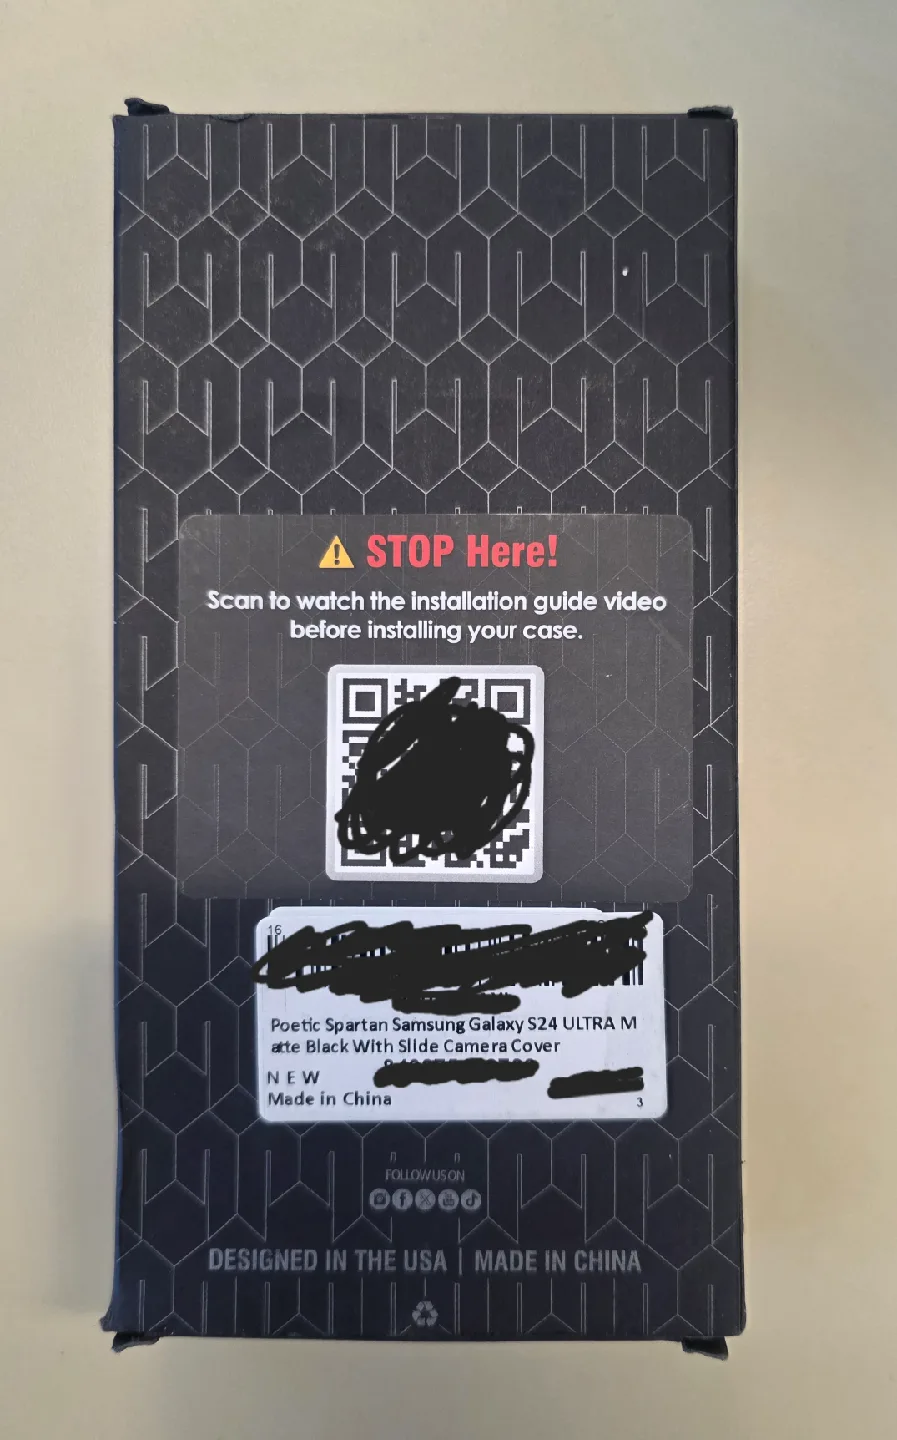 STOP Here!
Scan to watch the installation guide video
before installing your case.
16
Poetic Spartan Samsung Galaxy S24 ULTRA M
atte Black With Slide Camera Cover
NEW
Made in China
3
FOLLOW US ON
DESIGNED IN THE USA | MADE IN CHINA